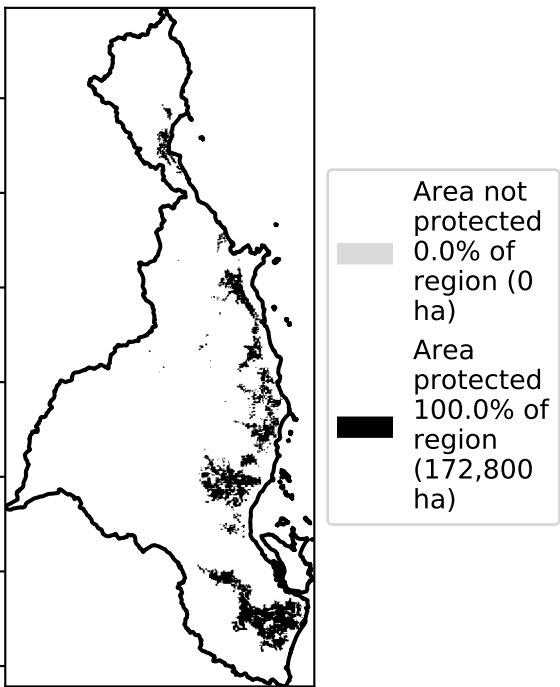 Area not
protected
0.0% of
region (0
ha)
Area
protected
100.0% of
region
(172,800
ha)